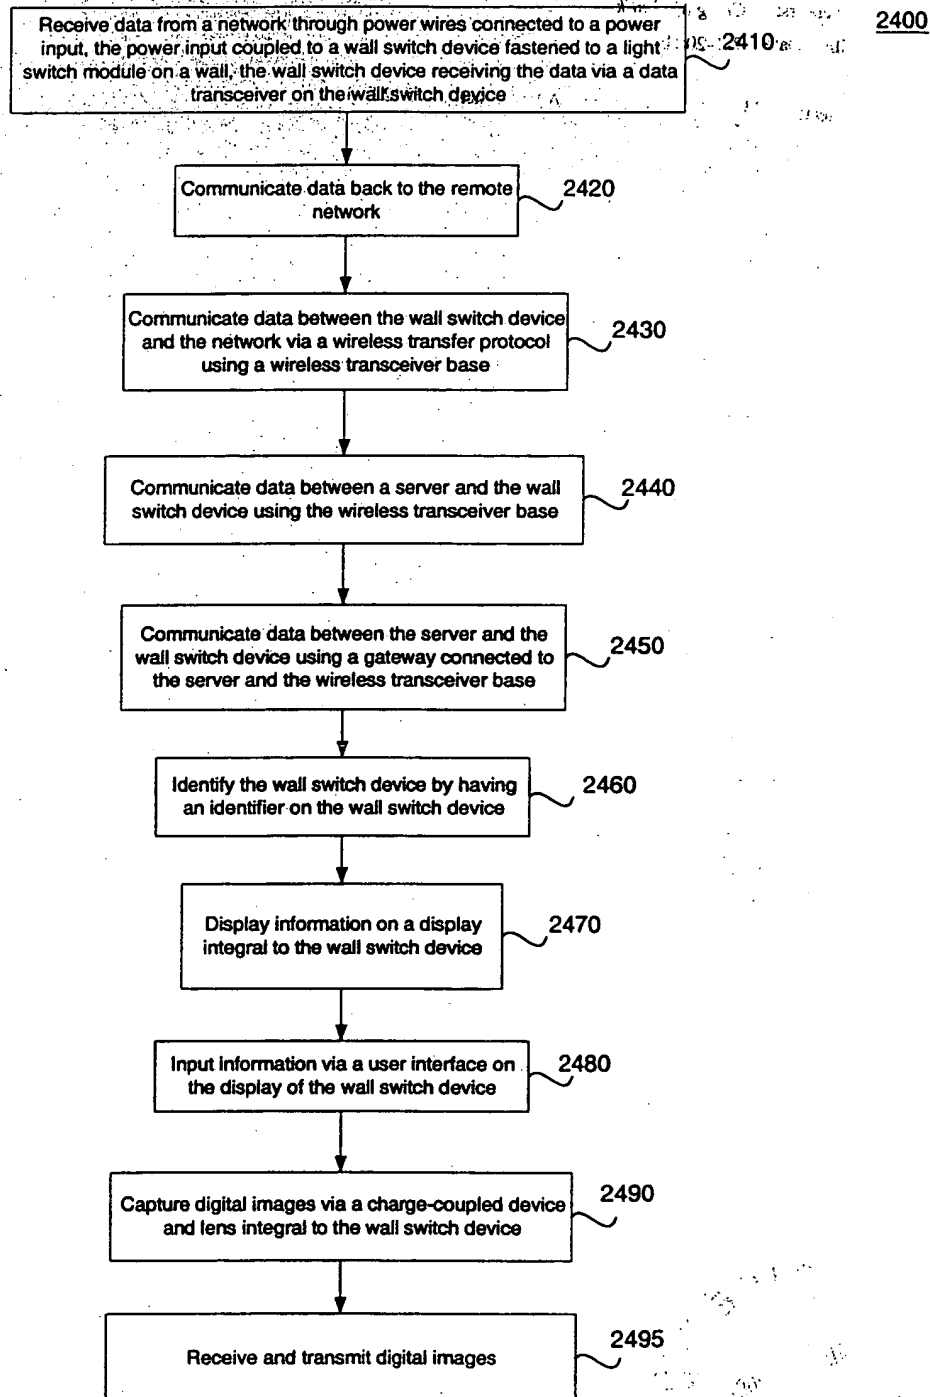 2400
Receive data from a network through power wires connected to a power
input, the power input coupled to a wall switch device fastened to a light
switch module on a wall, the wall switch device receiving the data via a data
transceiver on the wall switch device
2410
Communicate data back to the remote
network
2420
Communicate data between the wall switch device
and the network via a wireless transfer protocol
using a wireless transceiver base
2430
Communicate data between a server and the wall
switch device using the wireless transceiver base
2440
Communicate data between the server and the
wall switch device using a gateway connected to
the server and the wireless transceiver base
2450
Identify the wall switch device by having
an identifier on the wall switch device
2460
Display information on a display
integral to the wall switch device
2470
Input information via a user interface on
the display of the wall switch device
2480
Capture digital images via a charge-coupled device
and lens integral to the wall switch device
2490
Receive and transmit digital images
2495